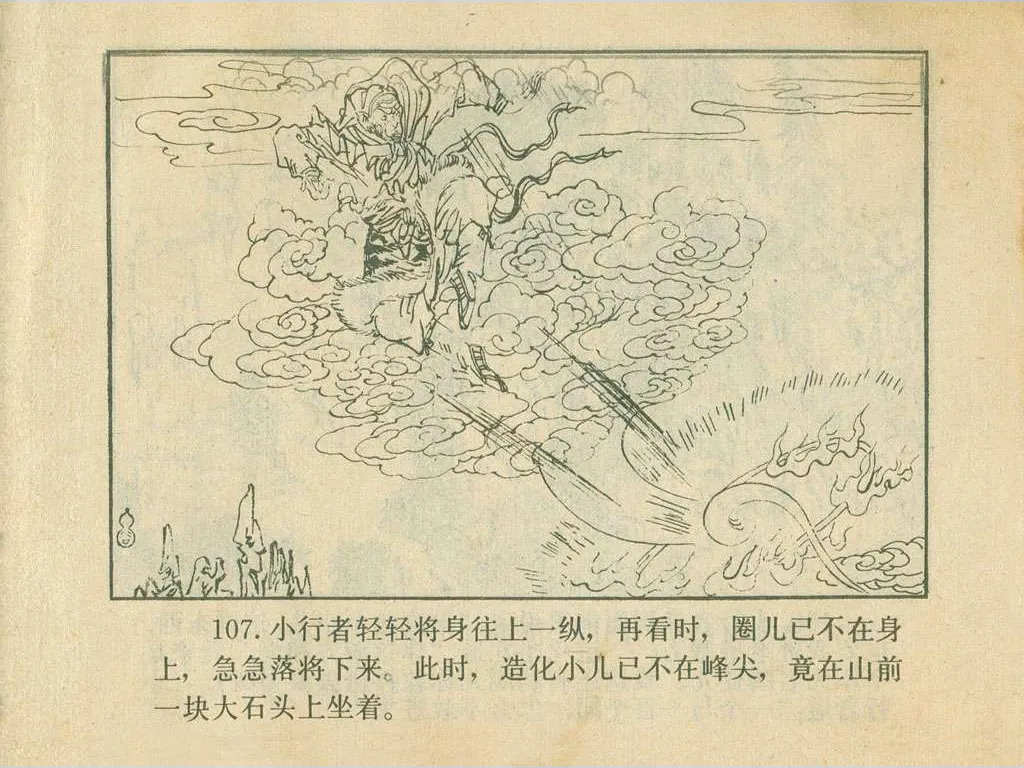 107. 小行者轻轻将身往上一纵，再看时，圈儿已不在身
上，急急落将下来。此时，造化小儿已不在峰尖，竟在山前
一块大石头上坐着。